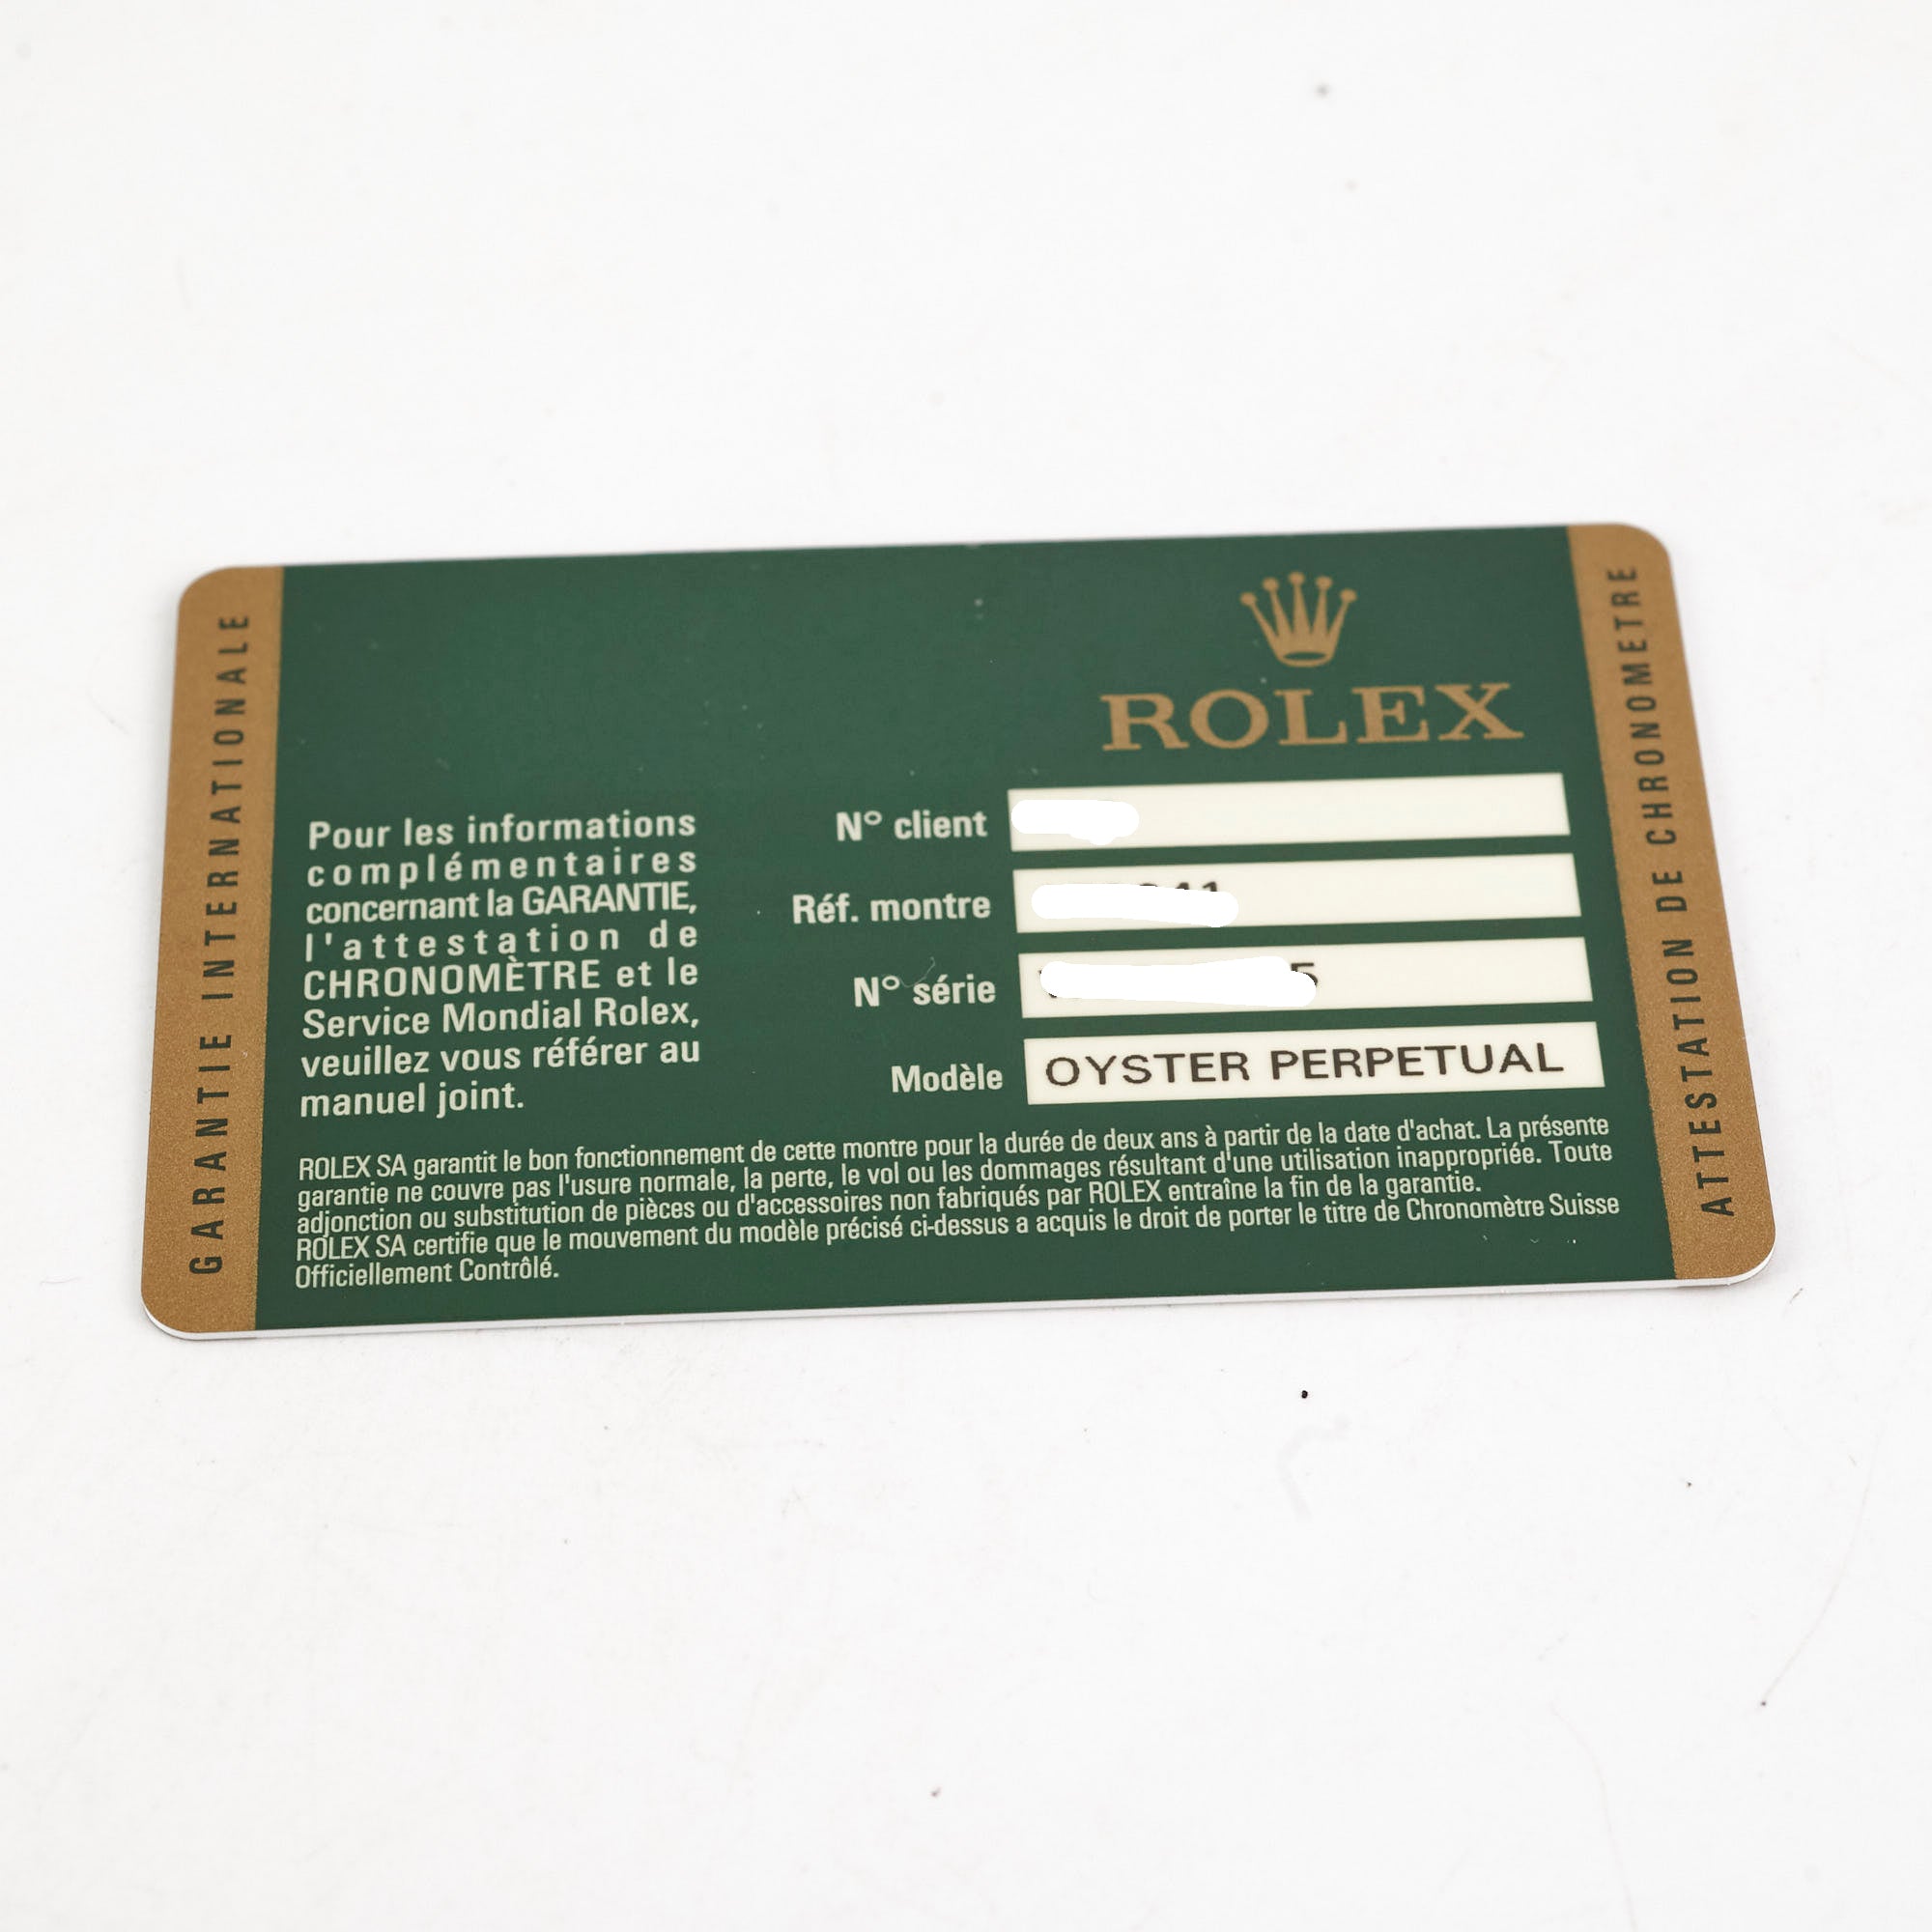 GARANTIE INTERNATIONALE
ROLEX
Pour les informations
complémentaires
concernant la GARANTIE,
l'attestation de
CHRONOMÈTRE et le
Service Mondial Rolex,
veuillez vous référer au
manuel joint.
N° client
Réf. montre
N° série
Modèle OYSTER PERPETUAL
ROLEX SA garantit le bon fonctionnement de cette montre pour la durée de deux ans à partir de la date d'achat. La présente
garantie ne couvre pas l'usure normale, la perte, le vol ou les dommages résultant d'une utilisation inappropriée. Toute
adjonction ou substitution de pièces ou d'accessoires non fabriqués par ROLEX entraîne la fin de la garantie.
ROLEX SA certifie que le mouvement du modèle précisé ci-dessus a acquis le droit de porter le titre de Chronomètre Suisse
Officiellement Contrôlé.
ATTESTATION DE CHRONOMETRE